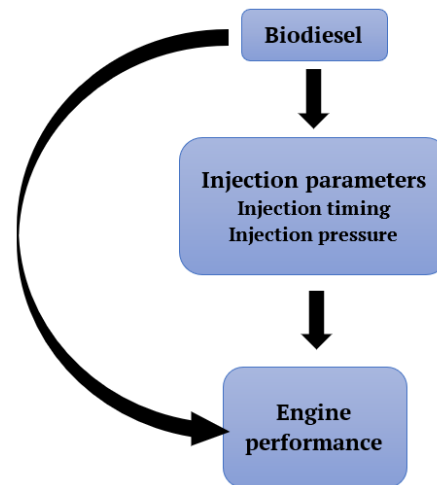 Biodiesel
Injection parameters
Injection timing
Injection pressure
Engine
performance